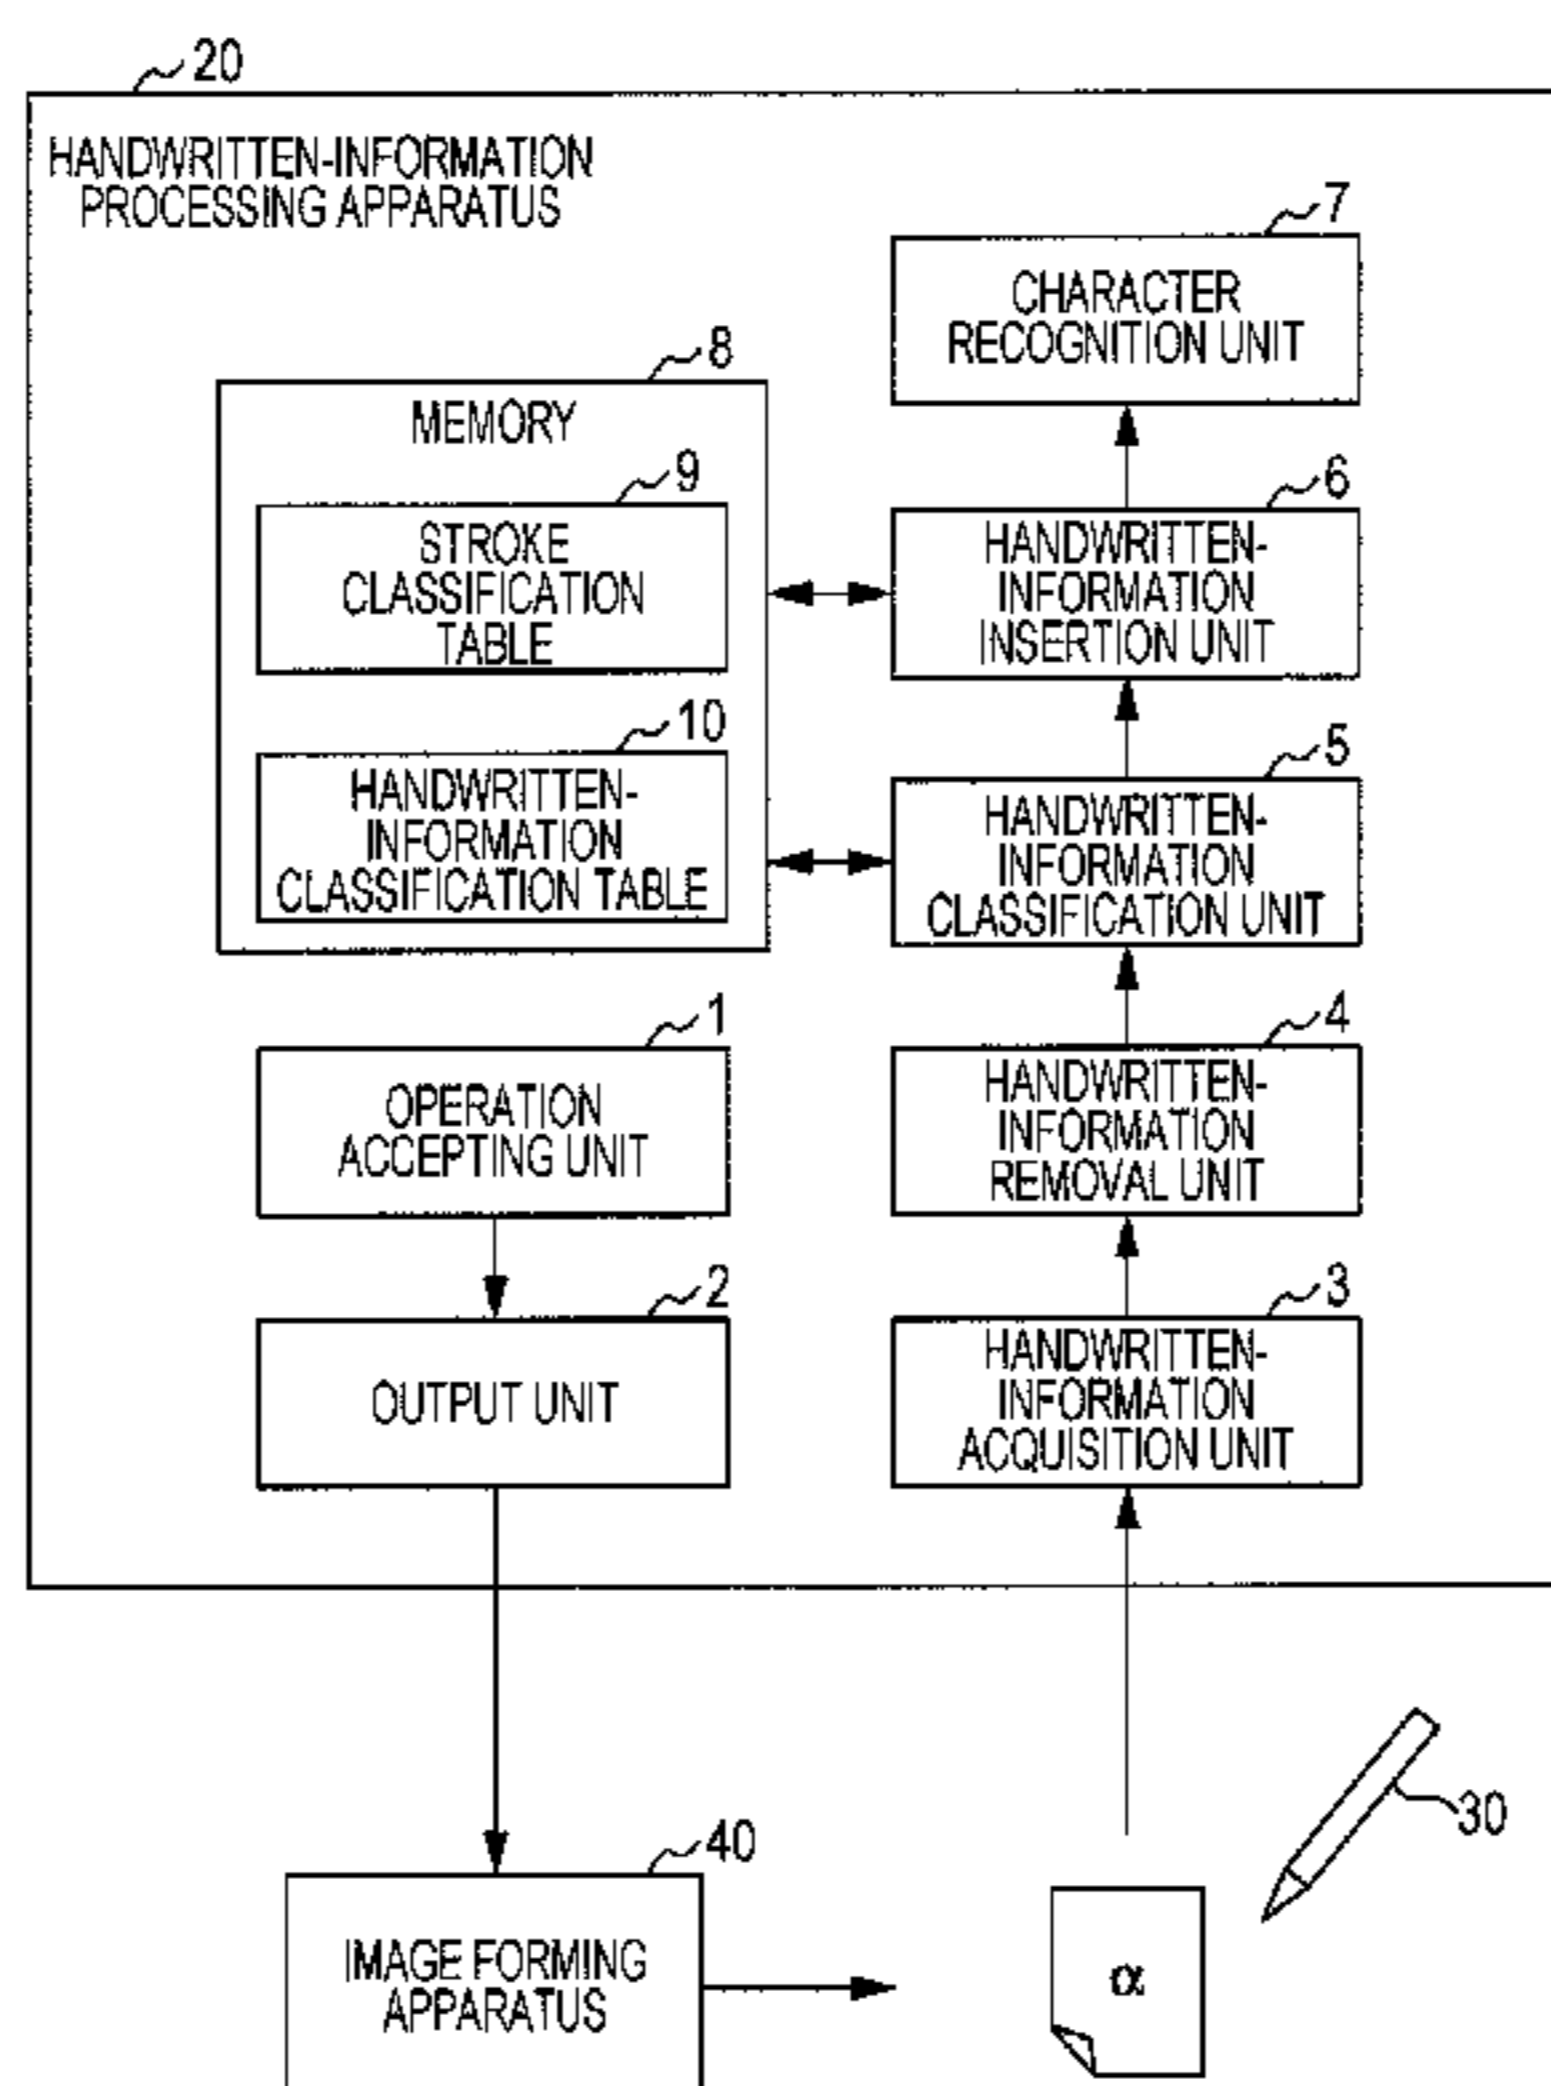 20
HANDWRITTEN-INFORMATION
PROCESSING APPARATUS
7
CHARACTER
RECOGNITION UNIT
8
MEMORY
9
STROKE
CLASSIFICATION
TABLE
6
HANDWRITTEN-
INFORMATION
INSERTION UNIT
10
HANDWRITTEN-
INFORMATION
CLASSIFICATION TABLE
5
HANDWRITTEN-
INFORMATION
CLASSIFICATION UNIT
1
OPERATION
ACCEPTING UNIT
4
HANDWRITTEN-
INFORMATION
REMOVAL UNIT
2
OUTPUT UNIT
3
HANDWRITTEN-
INFORMATION
ACQUISITION UNIT
30
40
IMAGE FORMING
APPARATUS
α